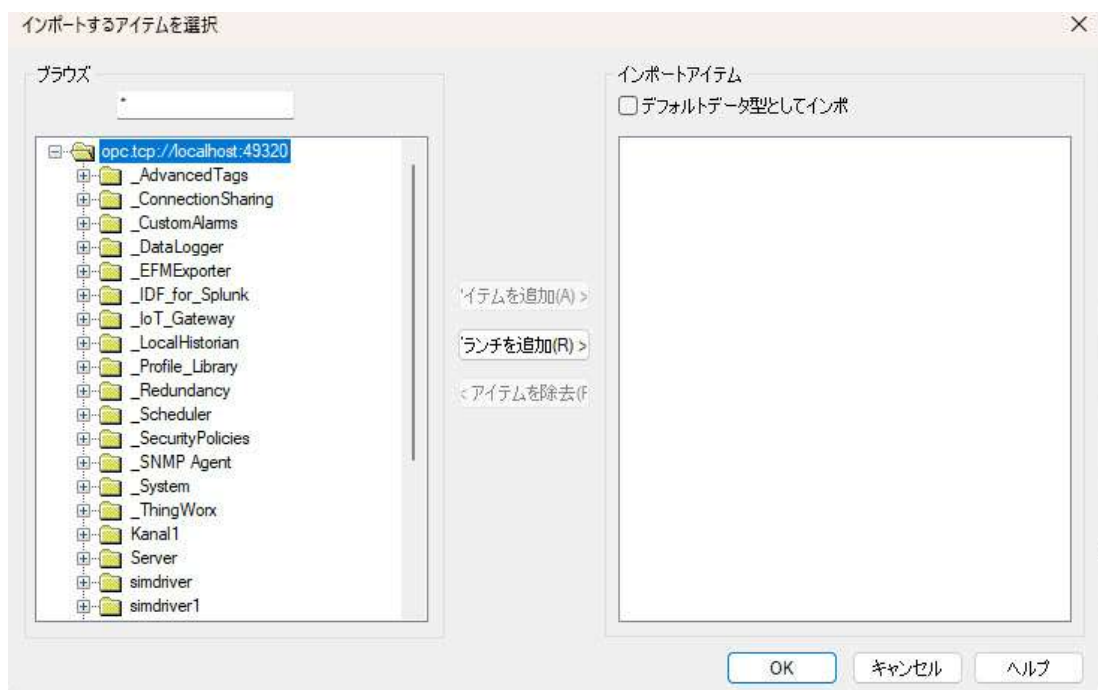 インポートするアイテムを選択
ブラウズ
*
opc.tcp://localhost:49320
_AdvancedTags
_ConnectionSharing
_CustomAlarms
_DataLogger
_EFMExporter
_IDF_for_Splunk
_IoT_Gateway
_LocalHistorian
_Profile_Library
_Redundancy
_Scheduler
_SecurityPolicies
_SNMP Agent
_System
_ThingWorx
Kanal1
Server
simdriver
simdriver1
イテムを追加(A) >
ランチを追加(R) >
< アイテムを除去(
インポートアイテム
デフォルトデータ型としてインポ
OK
キャンセル
ヘルプ